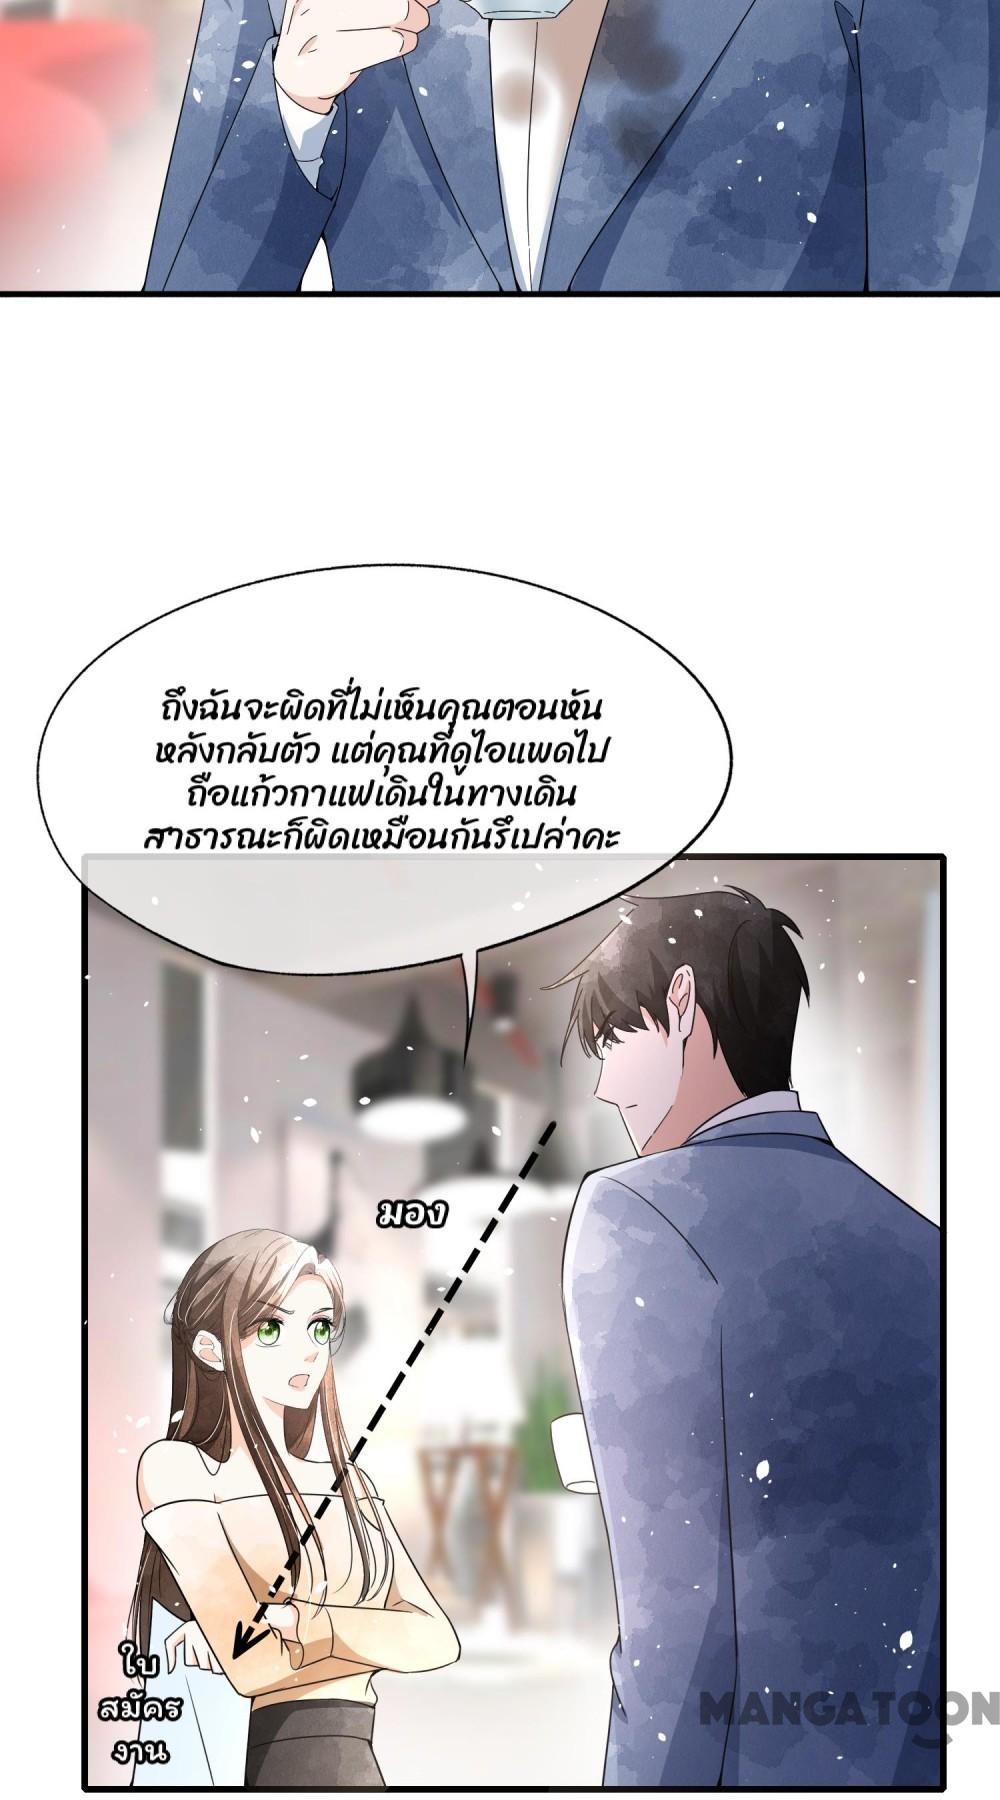 ถึงฉันจะผิดที่ไม่เห็นคุณตอนหัน
หลังกลับตัว แต่คุณที่ดูไอแพดไป
ถือแก้วกาแฟเดินในทางเดิน
สาธารณะก็ผิดเหมือนกันรึเปล่าคะ
มอง
ใบ
สมัคร
งาน
MANGATOON